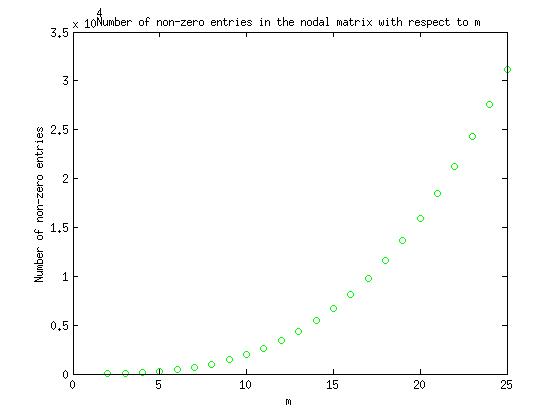 Number of non-zero entries in the nodal matrix with respect to m
x 10^4
3.5
3
2.5
2
1.5
1
0.5
0
Number of non-zero entries
0 5 10 15 20 25
m